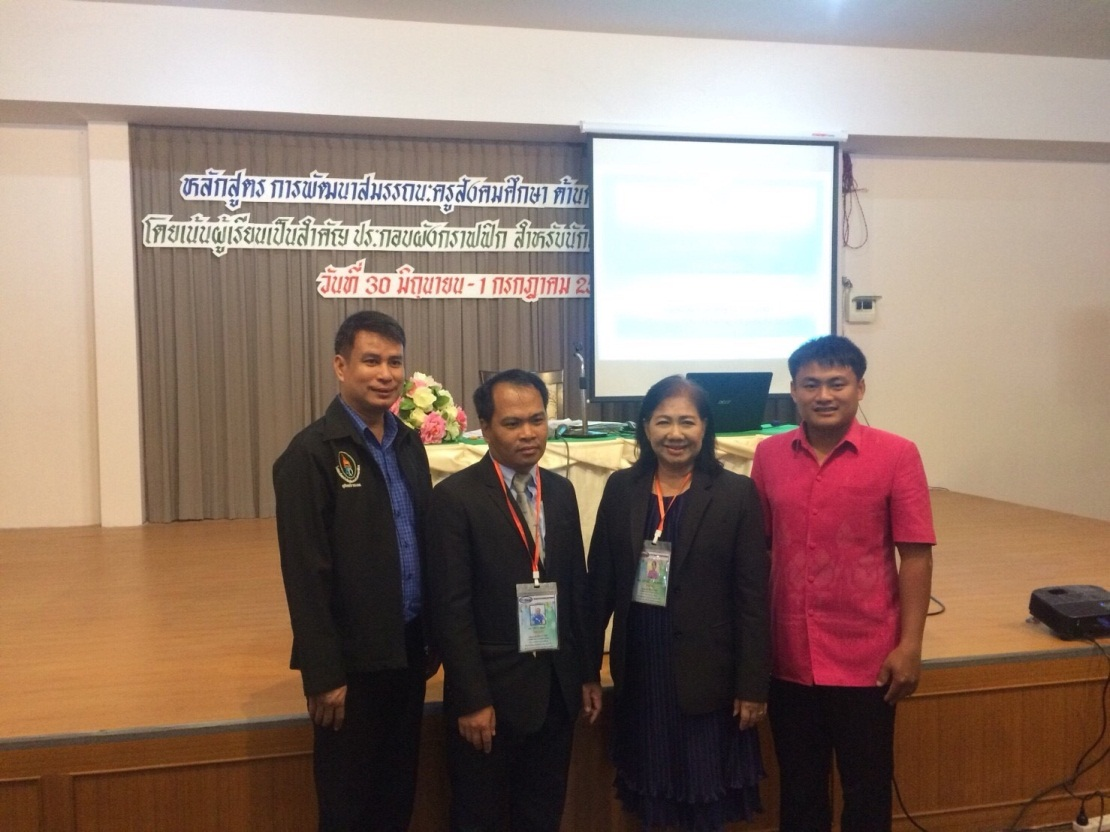 หลักสูตร การพัฒนาสมรรถนะครูสังคมศึกษา ด้าน
โดยเน้นผู้เรียนเป็นสำคัญ ประกอบผังกราฟฟิก สำหรับนัก
วันที่ 30 มิถุนายน - 1 กรกฎาคม 2
acer